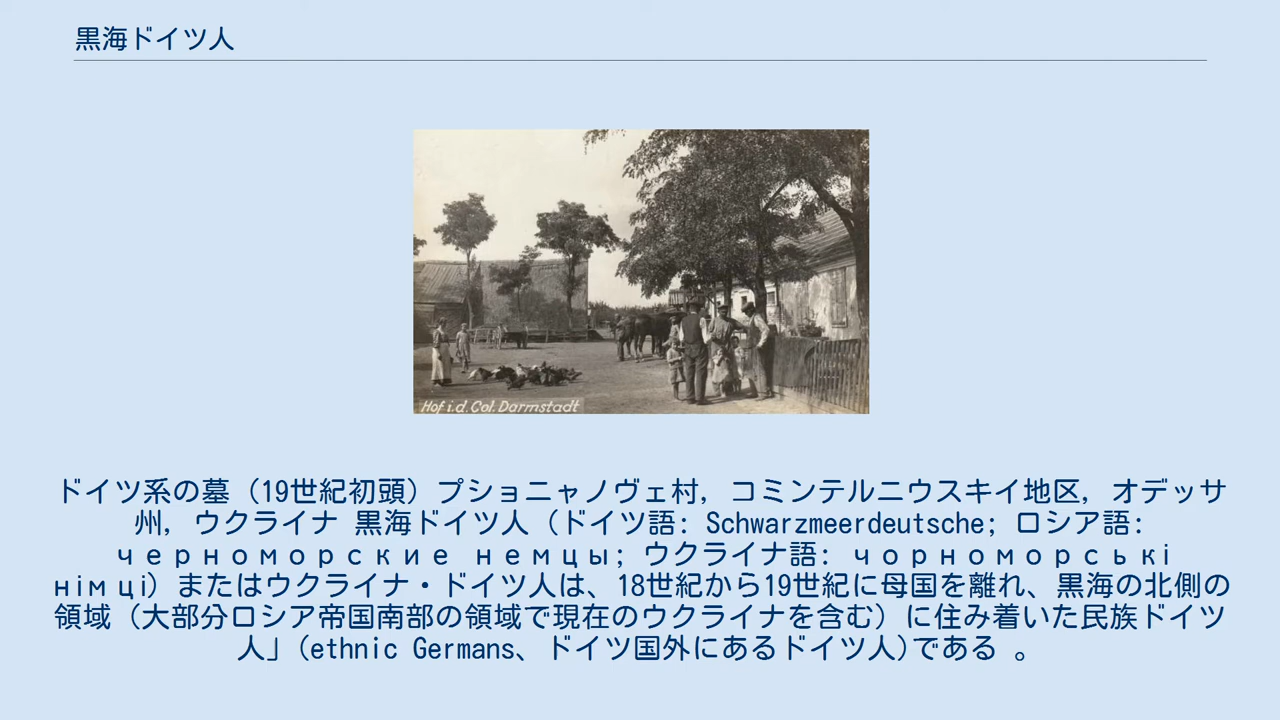 黒海ドイツ人
Hof i.d. Col. Darmstadt
ドイツ系の墓（19世紀初頭）プショニャノヴェ村, コミンテルニウスキイ地区, オデッサ
州, ウクライナ 黒海ドイツ人（ドイツ語: Schwarzmeerdeutsche; ロシア語:
черноморские немцы; ウクライナ語: чорноморські
німці）またはウクライナ・ドイツ人は、18世紀から19世紀に母国を離れ、黒海の北側の
領域（大部分ロシア帝国南部の領域で現在のウクライナを含む）に住み着いた民族ドイツ
人」(ethnic Germans、ドイツ国外にあるドイツ人)である 。